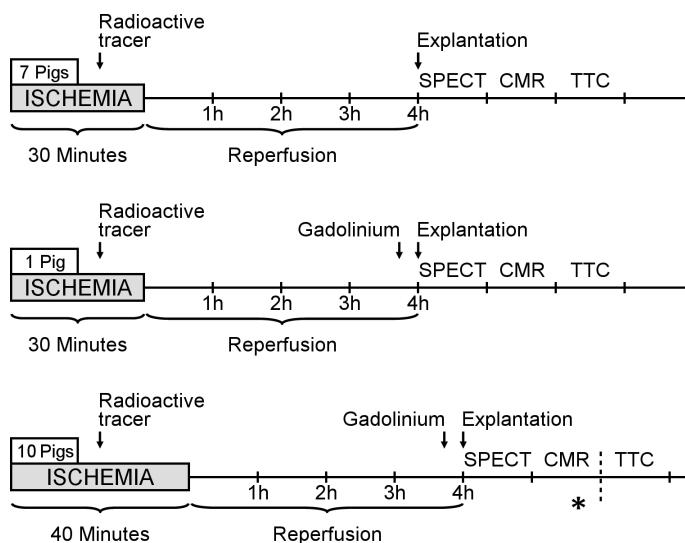 Radioactive
tracer
Explantation
7 Pigs
SPECT CMR TTC
ISCHEMIA
1h 2h 3h 4h
30 Minutes Reperfusion
Radioactive
tracer
Gadolinium Explantation
1 Pig
SPECT CMR TTC
ISCHEMIA
1h 2h 3h 4h
30 Minutes Reperfusion
Radioactive
tracer
Gadolinium Explantation
10 Pigs
SPECT CMR TTC
ISCHEMIA
1h 2h 3h 4h
*
40 Minutes Reperfusion